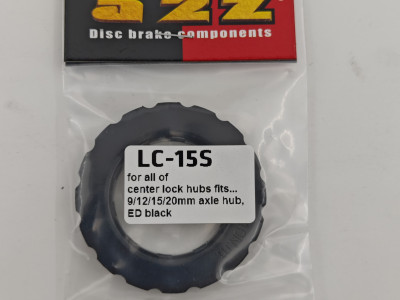 Disc brake components
LC-15S
for all of
center lock hubs fits...
9/12/15/20mm axle hub,
ED black